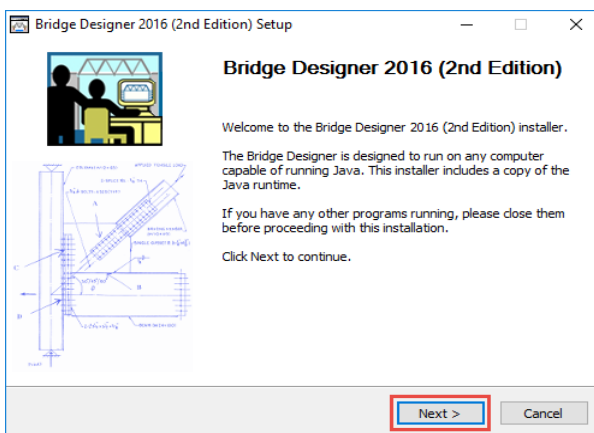 Bridge Designer 2016 (2nd Edition) Setup
Bridge Designer 2016 (2nd Edition)
Welcome to the Bridge Designer 2016 (2nd Edition) installer.
The Bridge Designer is designed to run on any computer
capable of running Java. This installer includes a copy of the
Java runtime.
If you have any other programs running, please close them
before proceeding with this installation.
Click Next to continue.
A
C
B
D
Next >
Cancel